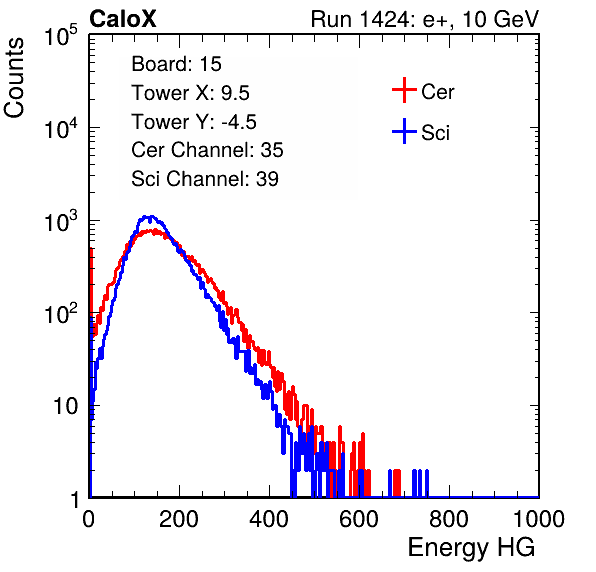 CaloX Run 1424: e+, 10 GeV
Counts
Board: 15
Tower X: 9.5
Tower Y: -4.5
Cer Channel: 35
Sci Channel: 39
Cer
Sci
10^5
10^4
10^3
10^2
10
1
0 200 400 600 800 1000
Energy HG